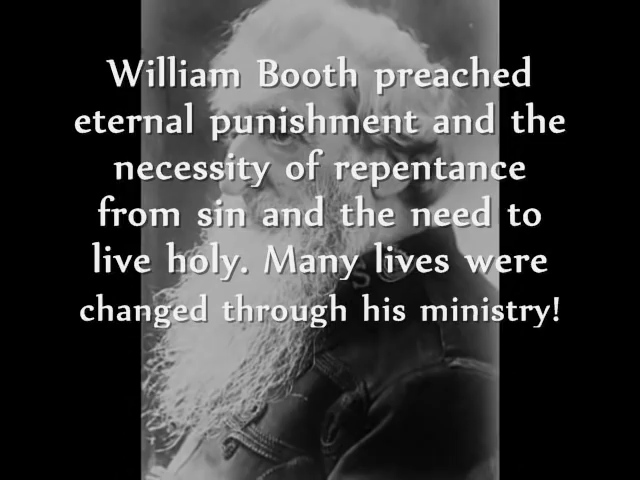 William Booth preached
eternal punishment and the
necessity of repentance
from sin and the need to
live holy. Many lives were
changed through his ministry!
S